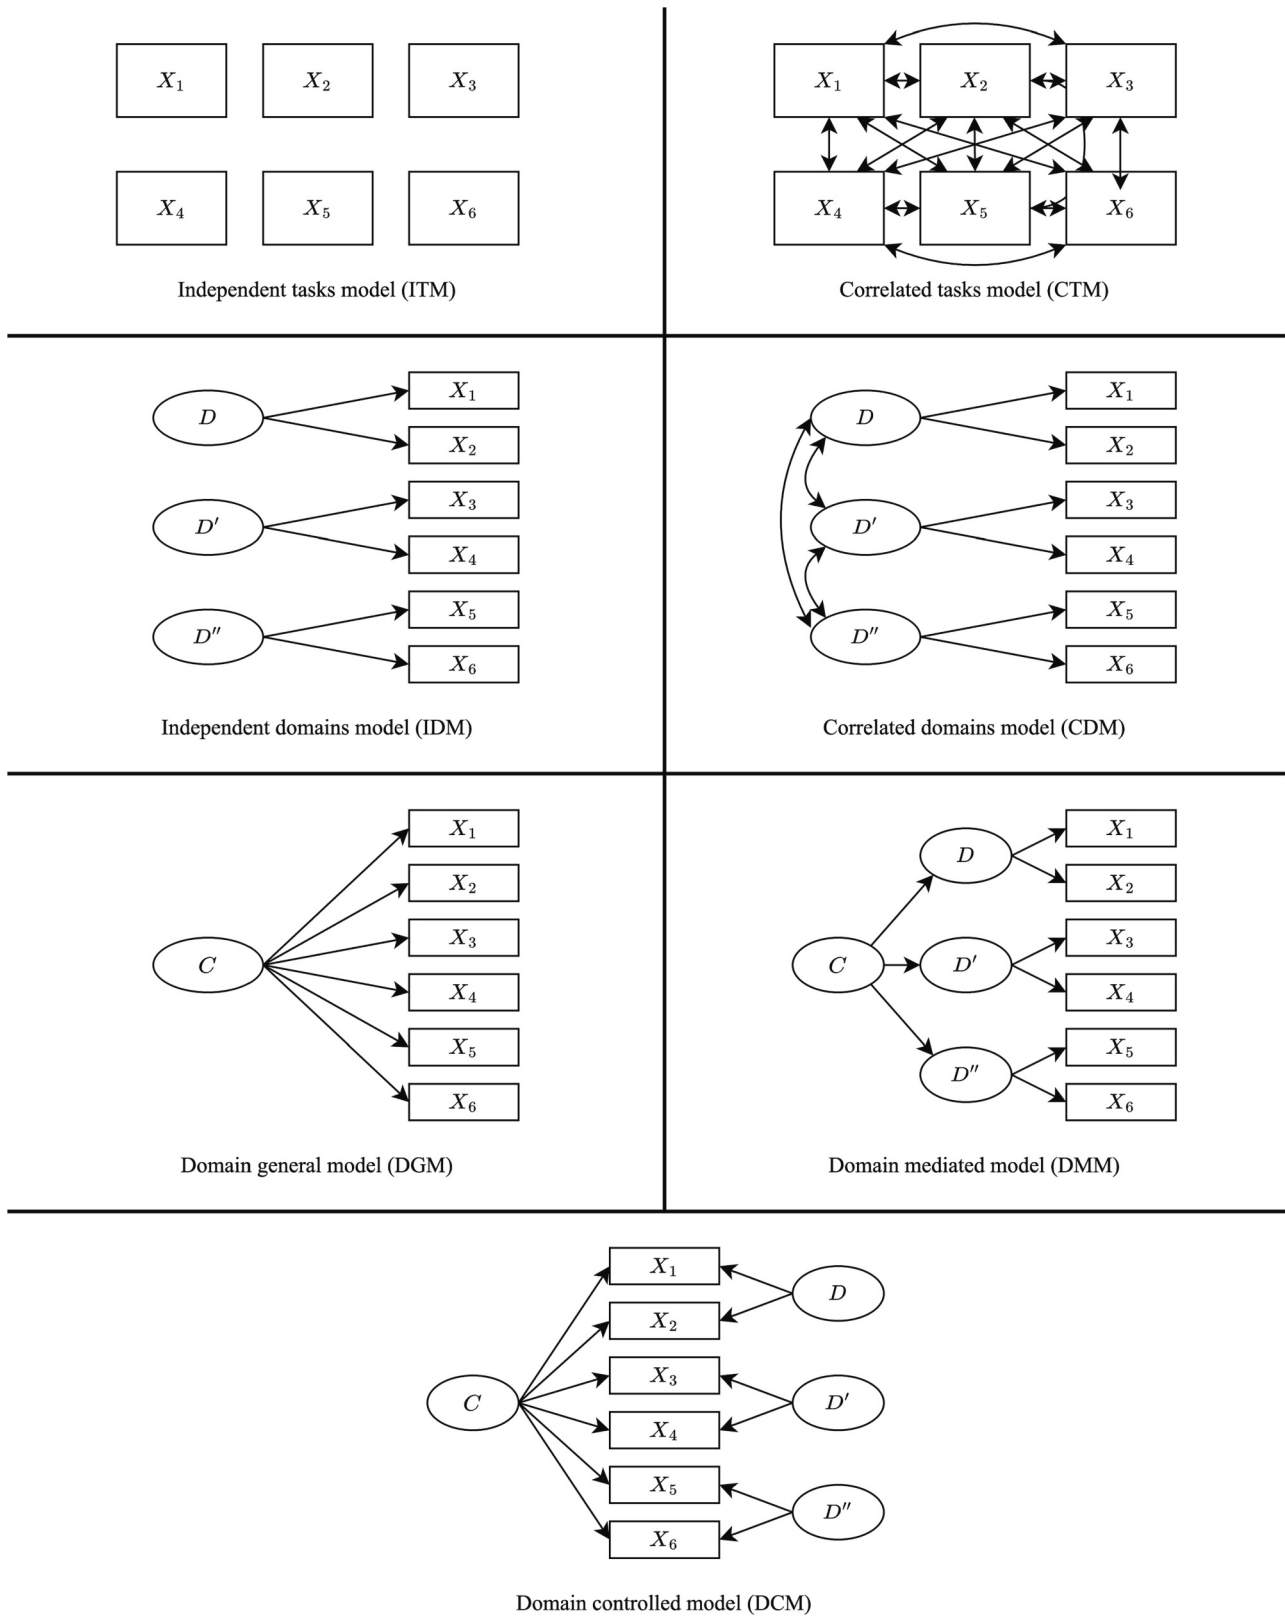 X₁ X₂ X₃
X₄ X₅ X₆
Independent tasks model (ITM)
X₁ X₂ X₃
X₄ X₅ X₆
Correlated tasks model (CTM)
D
X₁
X₂
D′
X₃
X₄
D″
X₅
X₆
Independent domains model (IDM)
D
X₁
X₂
D′
X₃
X₄
D″
X₅
X₆
Correlated domains model (CDM)
C
X₁
X₂
X₃
X₄
X₅
X₆
Domain general model (DGM)
C
D
X₁
X₂
D′
X₃
X₄
D″
X₅
X₆
Domain mediated model (DMM)
C
X₁
X₂
D
X₃
X₄
D′
X₅
X₆
D″
Domain controlled model (DCM)